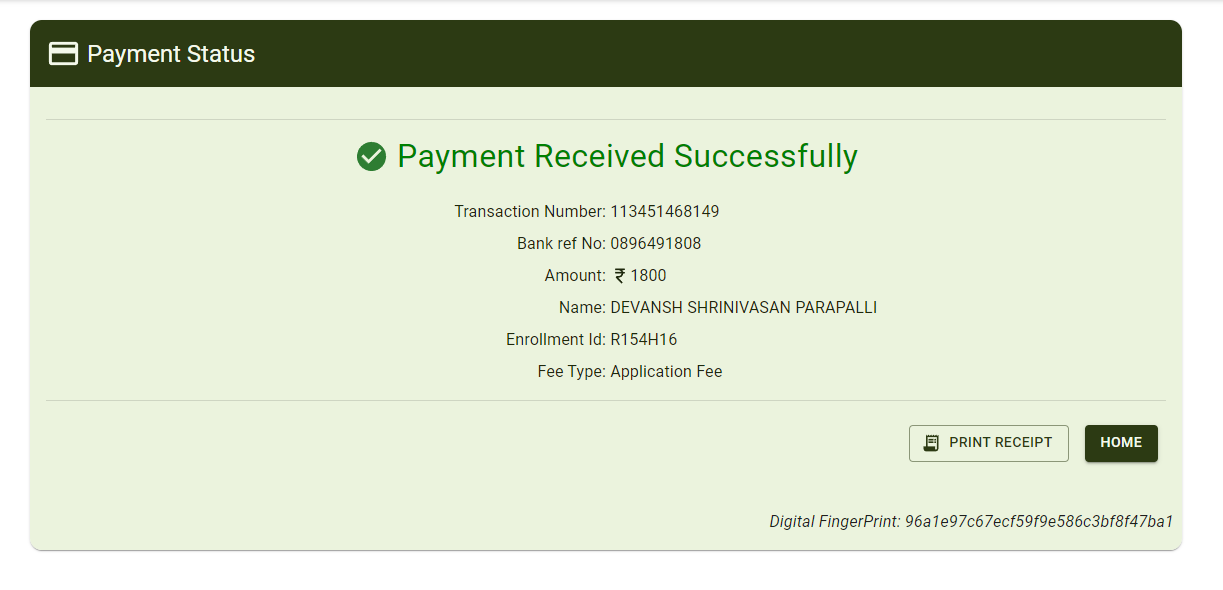 Payment Status
Payment Received Successfully
Transaction Number: 113451468149
Bank ref No: 0896491808
Amount: ₹ 1800
Name: DEVANSH SHRINIVASAN PARAPALLI
Enrollment Id: R154H16
Fee Type: Application Fee
PRINT RECEIPT
HOME
Digital FingerPrint: 96a1e97c67ecf59f9e586c3bf8f47ba1